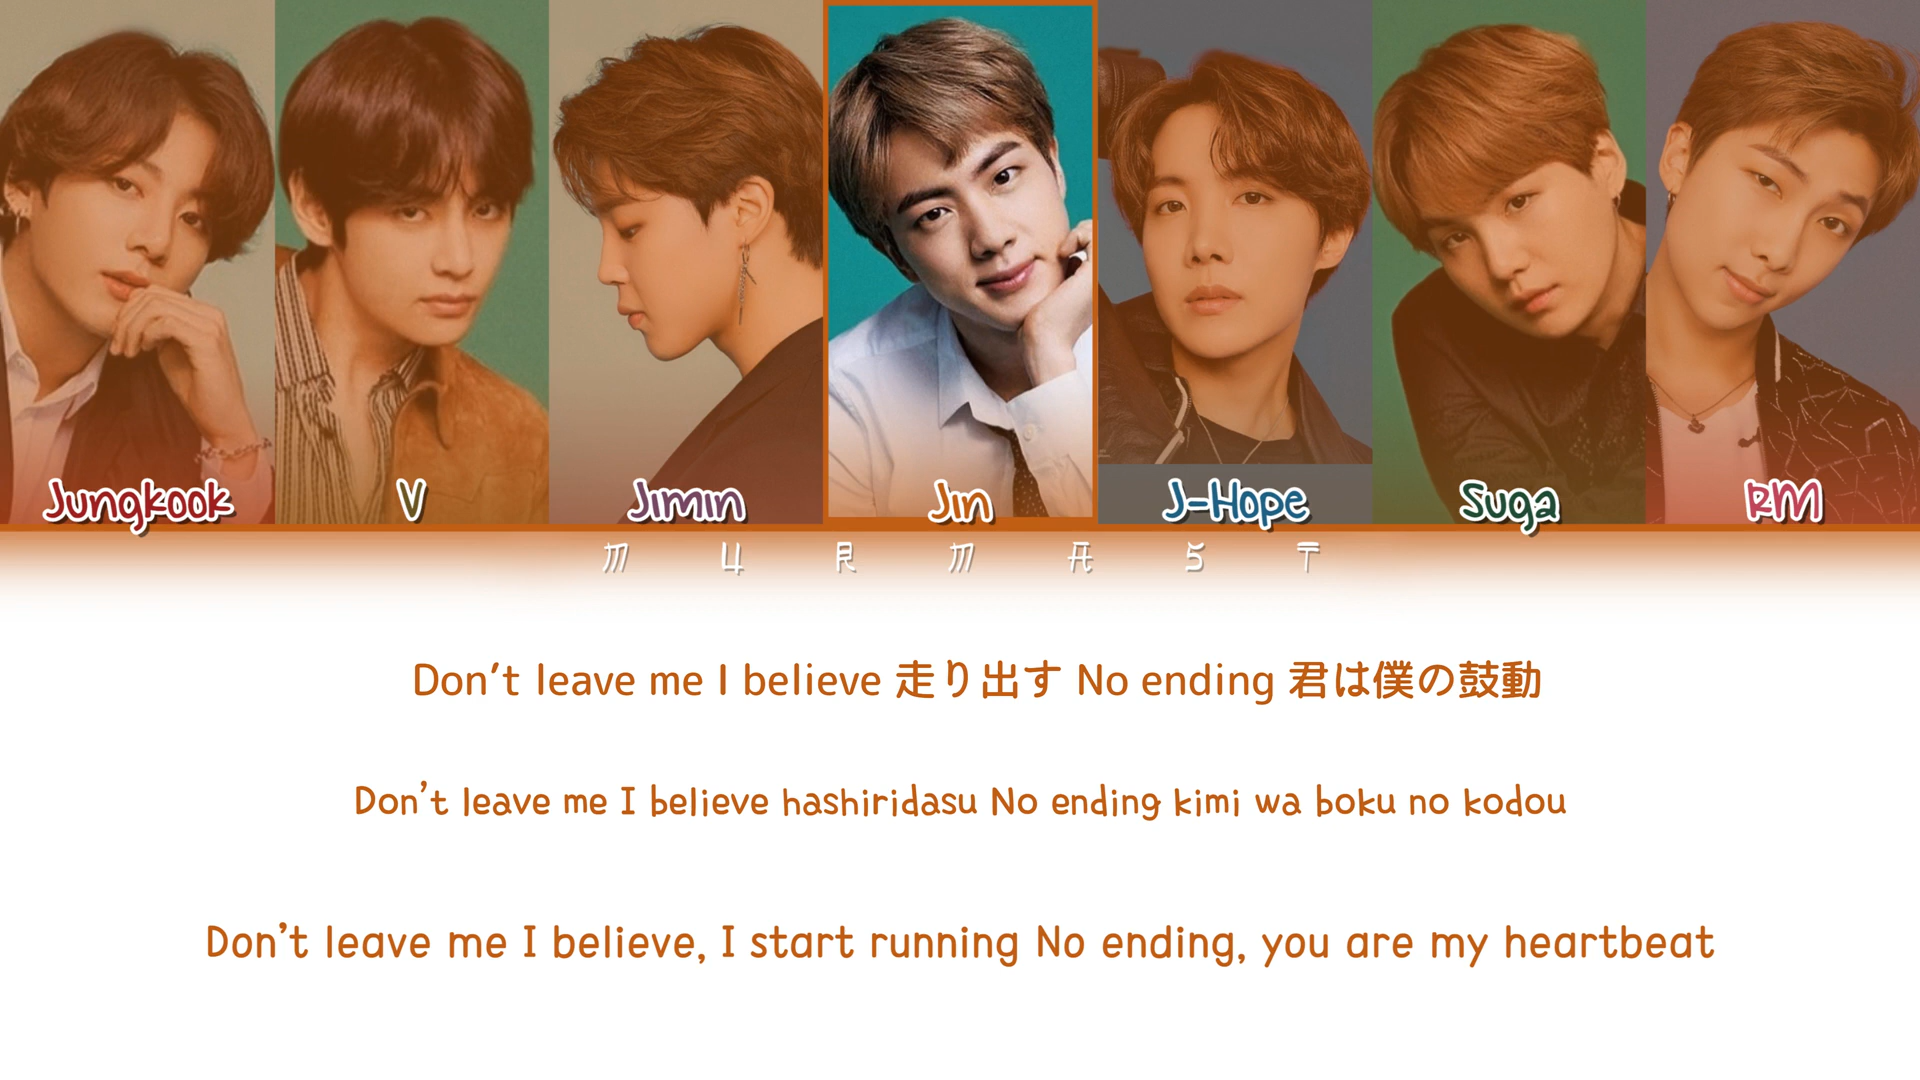 Jungkook V Jimin Jin J-Hope Suga RM
MURMAST
Don't leave me I believe 走り出す No ending 君は僕の鼓動
Don't leave me I believe hashiridasu No ending kimi wa boku no kodou
Don't leave me I believe, I start running No ending, you are my heartbeat